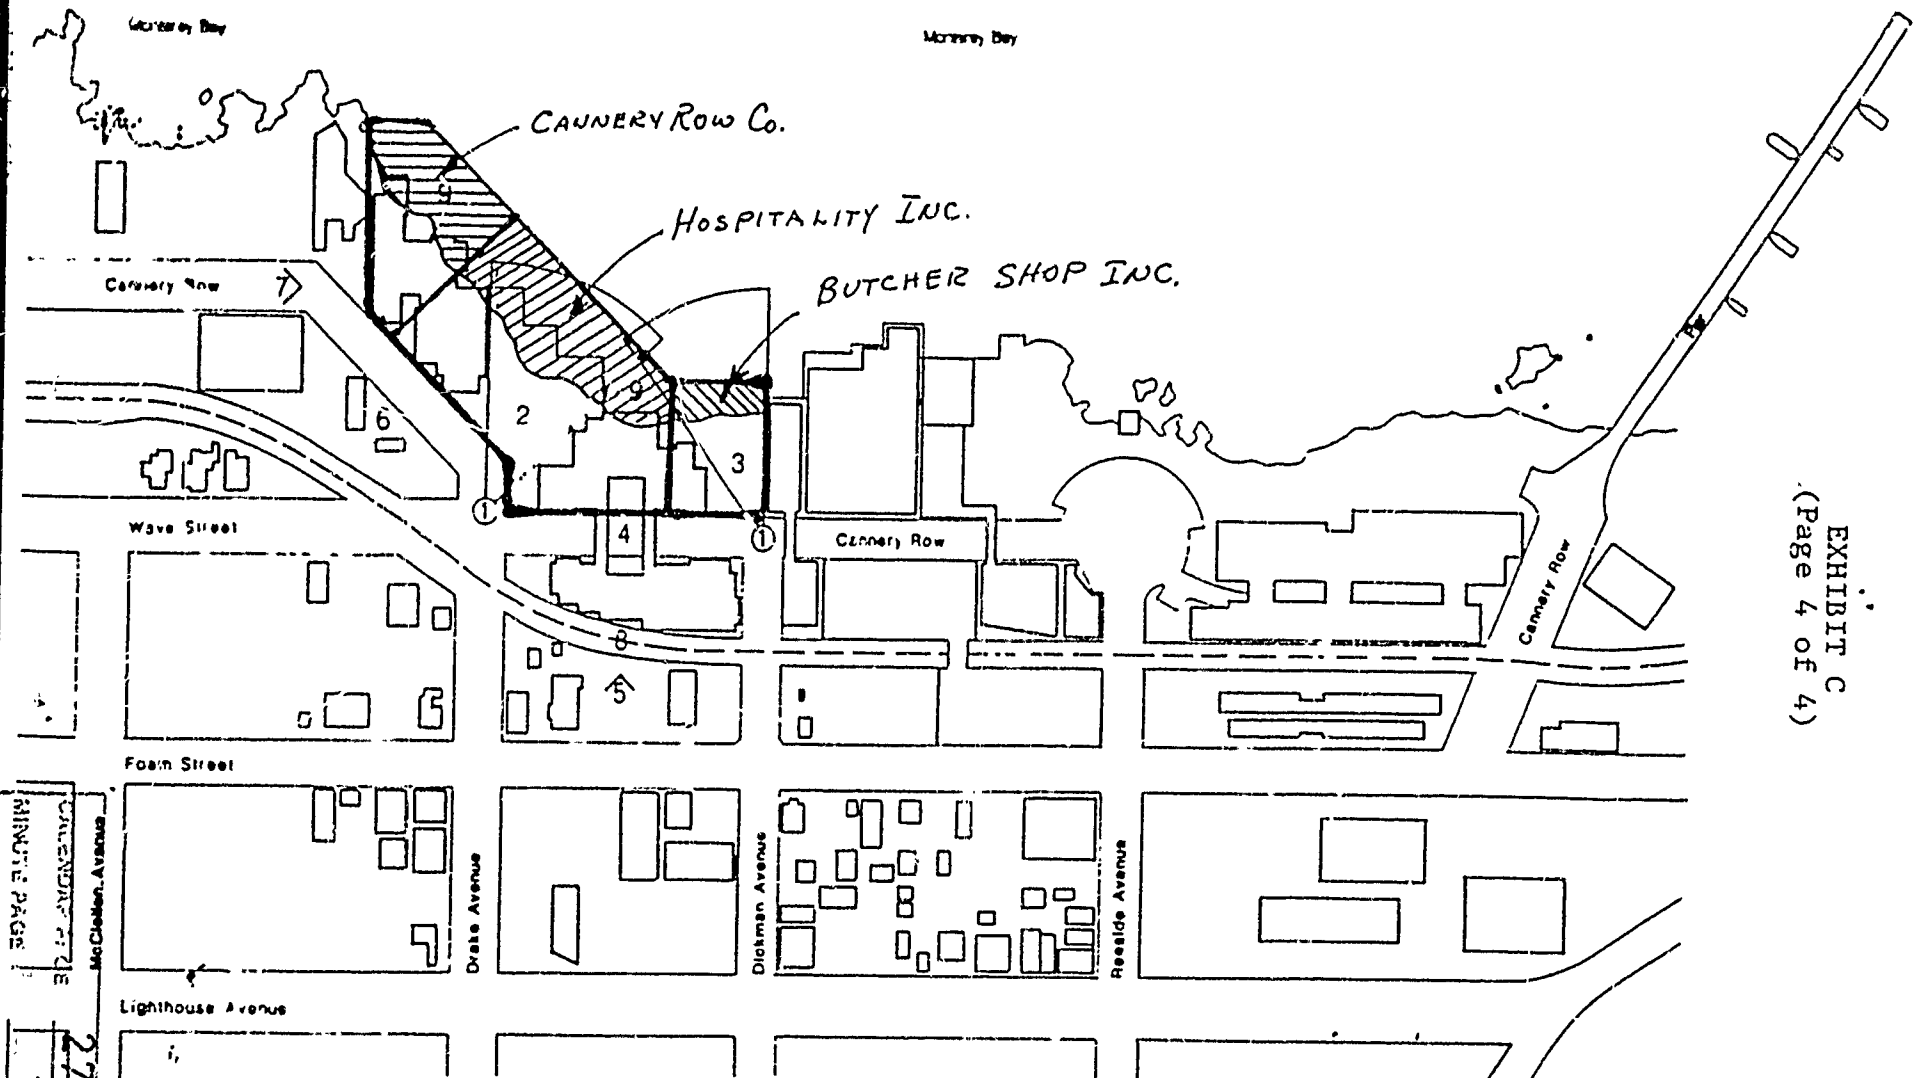 Monterey Bay
Monterey Bay
CANNERY ROW CO.
HOSPITALITY INC.
BUTCHER SHOP INC.
9
Cannery Row
7
Pier
2
9
6
3
1
4
1
Cannery Row
Wave Street
Cannery Row
EXHIBIT C
(Page 4 of 4)
8
5
Foam Street
McClellan Avenue
Drake Avenue
Dickman Avenue
Reeside Avenue
MINUTE PAGE
Lighthouse Avenue